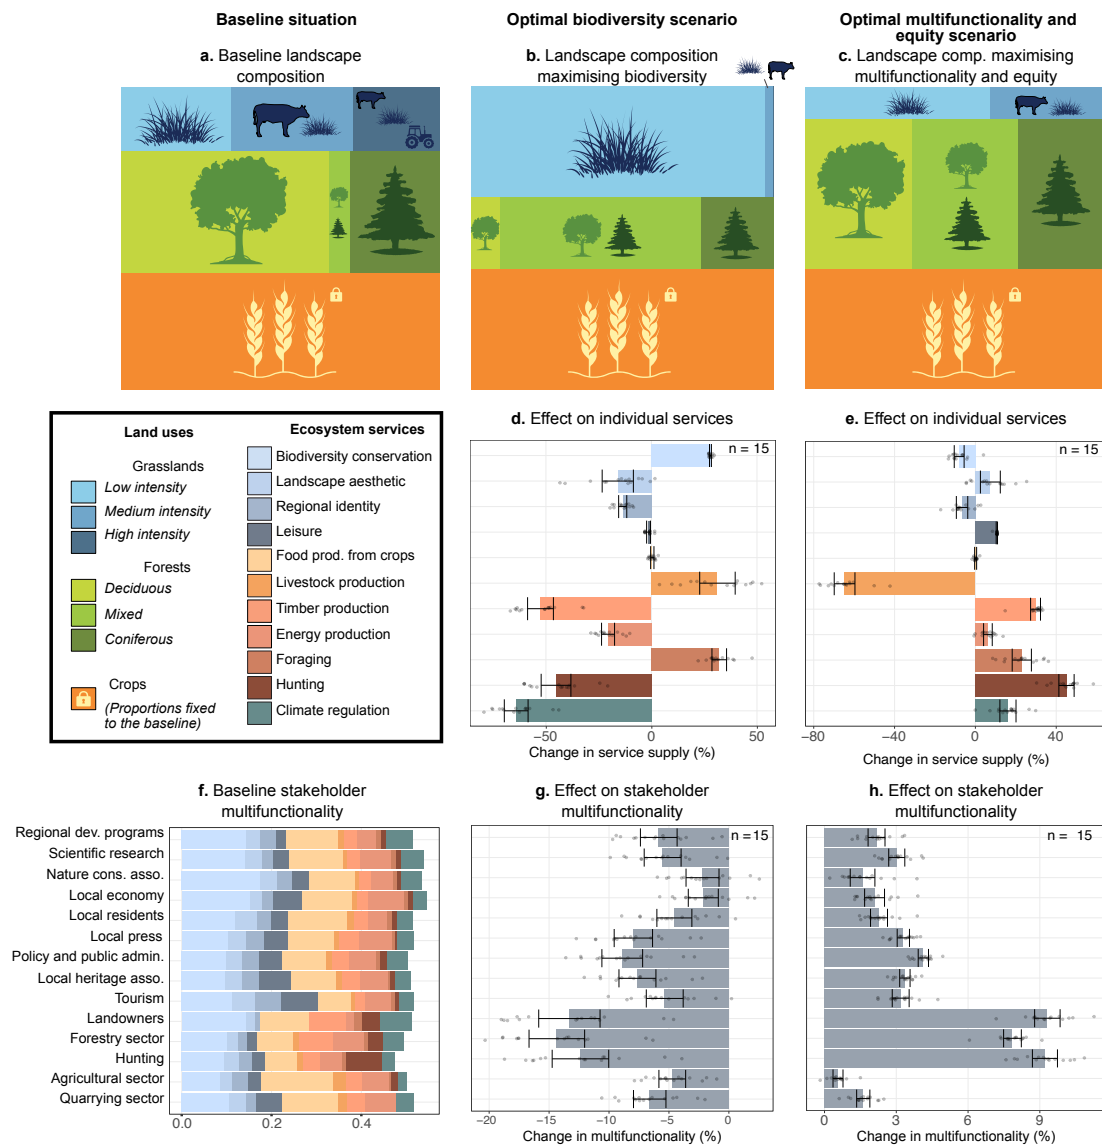 Baseline situation
Optimal biodiversity scenario
Optimal multifunctionality and
equity scenario
a. Baseline landscape
composition
b. Landscape composition
maximising biodiversity
c. Landscape comp. maximising
multifunctionality and equity
Land uses
Grasslands
Low intensity
Medium intensity
High intensity
Forests
Deciduous
Mixed
Coniferous
Crops
(Proportions fixed
to the baseline)
Ecosystem services
Biodiversity conservation
Landscape aesthetic
Regional identity
Leisure
Food prod. from crops
Livestock production
Timber production
Energy production
Foraging
Hunting
Climate regulation
d. Effect on individual services
n = 15
−50
0
50
Change in service supply (%)
e. Effect on individual services
n = 15
−80
−40
0
40
Change in service supply (%)
f. Baseline stakeholder
multifunctionality
Regional dev. programs
Scientific research
Nature cons. asso.
Local economy
Local residents
Local press
Policy and public admin.
Local heritage asso.
Tourism
Landowners
Forestry sector
Hunting
Agricultural sector
Quarrying sector
0.0
0.2
0.4
g. Effect on stakeholder
multifunctionality
n = 15
−20
−15
−10
−5
0
Change in multifunctionality (%)
h. Effect on stakeholder
multifunctionality
n = 15
0
3
6
9
Change in multifunctionality (%)